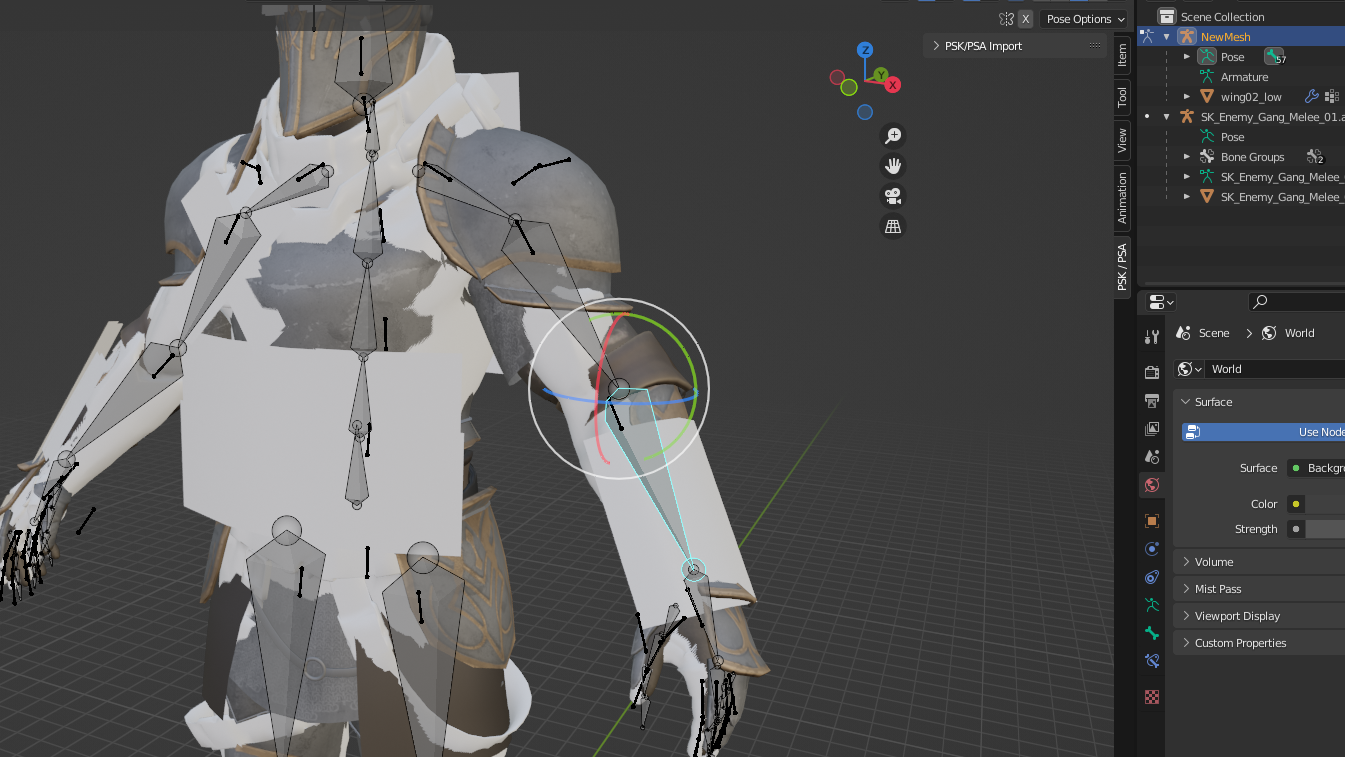 X Pose Options
PSK/PSA Import
Item
Tool
View
Animation
PSK / PSA
Z
Y
X
Scene Collection
NewMesh
Pose 57
Armature
wing02_low
SK_Enemy_Gang_Melee_01.a
Pose
Bone Groups 12
SK_Enemy_Gang_Melee_
SK_Enemy_Gang_Melee_
Scene > World
World
Surface
Use Node
Surface Backgr
Color
Strength
Volume
Mist Pass
Viewport Display
Custom Properties